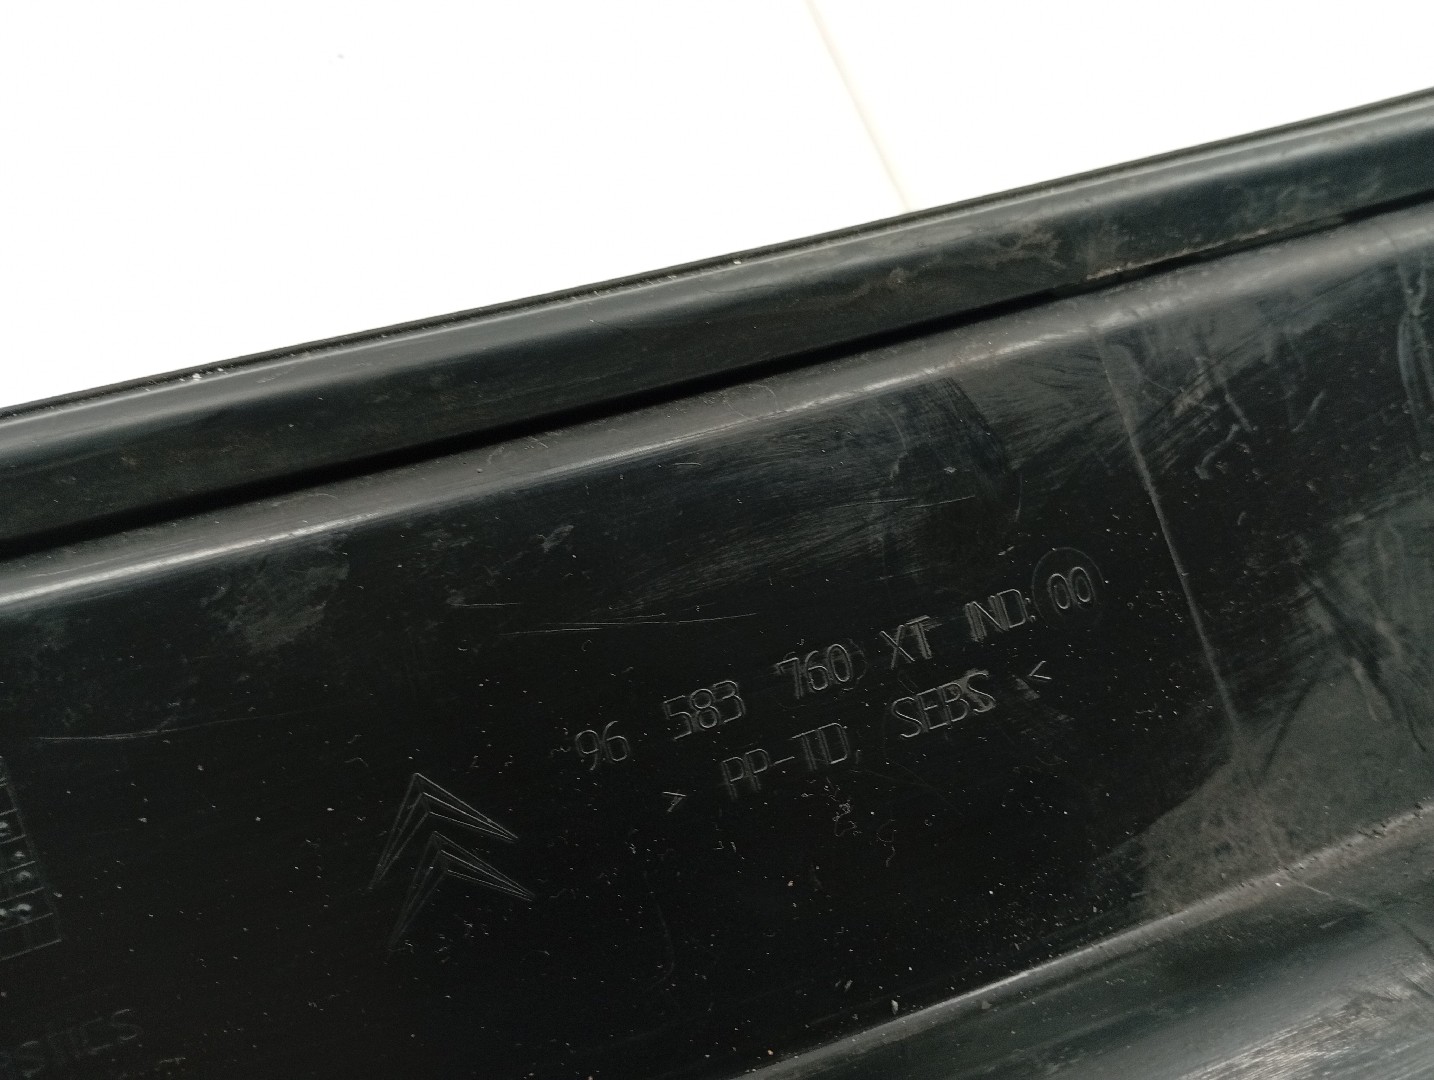 96 583 760 XT IND: 00
> PP-TD, SEBS <